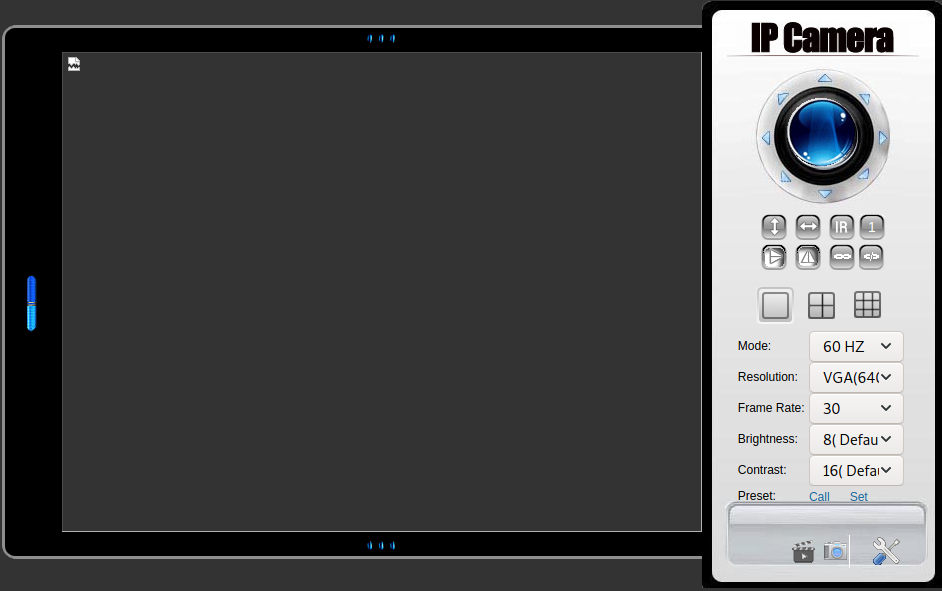 IP Camera
IR 1
Mode: 60 HZ
Resolution: VGA(640
Frame Rate: 30
Brightness: 8( Defau
Contrast: 16( Defau
Preset: Call Set